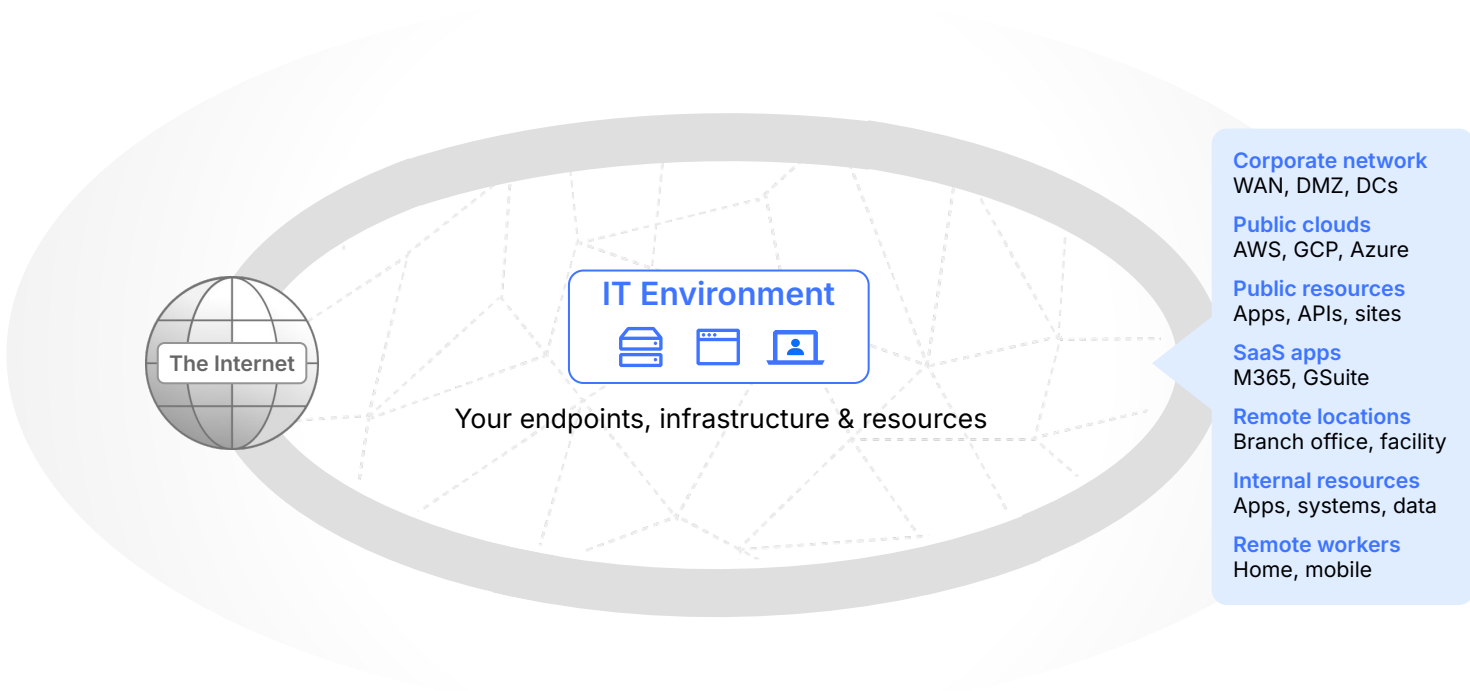 The Internet
IT Environment
Your endpoints, infrastructure & resources
Corporate network
WAN, DMZ, DCs
Public clouds
AWS, GCP, Azure
Public resources
Apps, APIs, sites
SaaS apps
M365, GSuite
Remote locations
Branch office, facility
Internal resources
Apps, systems, data
Remote workers
Home, mobile